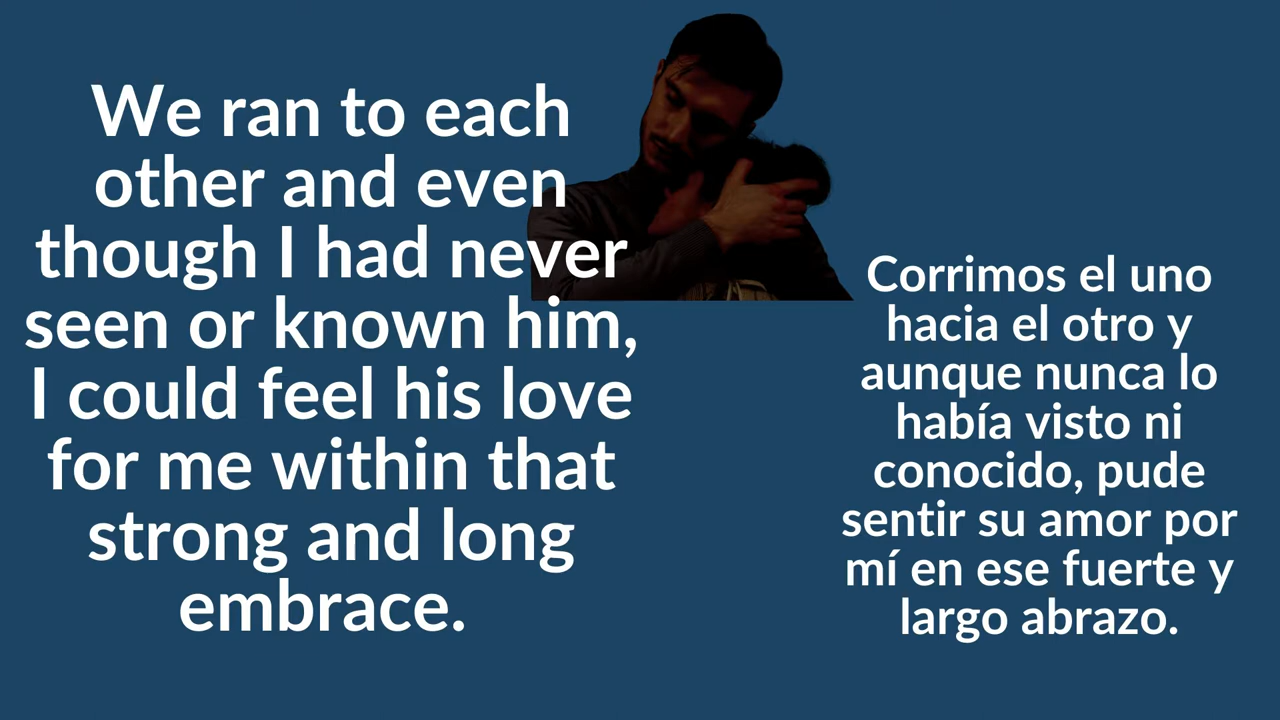 We ran to each
other and even
though I had never
seen or known him,
I could feel his love
for me within that
strong and long
embrace.
Corrimos el uno
hacia el otro y
aunque nunca lo
había visto ni
conocido, pude
sentir su amor por
mí en ese fuerte y
largo abrazo.